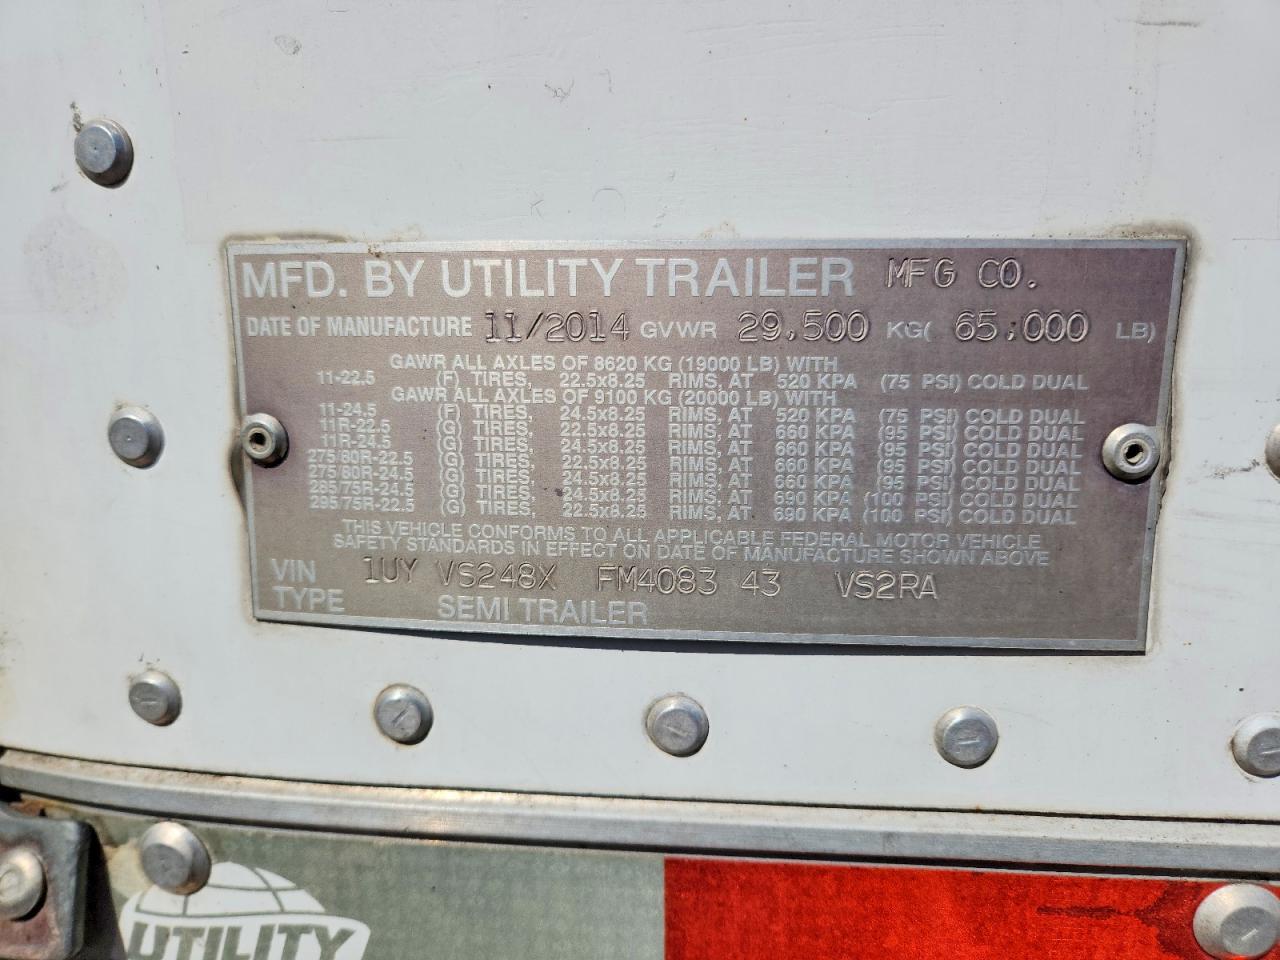 MFD. BY UTILITY TRAILER MFG CO.
DATE OF MANUFACTURE 11/2014 GVWR 29,500 KG( 65,000 LB)
GAWR ALL AXLES OF 8620 KG (19000 LB) WITH
11-22.5 (F) TIRES, 22.5x8.25 RIMS, AT 520 KPA (75 PSI) COLD DUAL
GAWR ALL AXLES OF 9100 KG (20000 LB) WITH
11-24.5 (F) TIRES, 24.5x8.25 RIMS, AT 520 KPA (75 PSI) COLD DUAL
11R-22.5 (G) TIRES, 22.5x8.25 RIMS, AT 660 KPA (95 PSI) COLD DUAL
11R-24.5 (G) TIRES, 24.5x8.25 RIMS, AT 660 KPA (95 PSI) COLD DUAL
275/80R-22.5 (G) TIRES, 22.5x8.25 RIMS, AT 660 KPA (95 PSI) COLD DUAL
275/80R-24.5 (G) TIRES, 24.5x8.25 RIMS, AT 660 KPA (95 PSI) COLD DUAL
285/75R-24.5 (G) TIRES, 24.5x8.25 RIMS, AT 690 KPA (100 PSI) COLD DUAL
295/75R-22.5 (G) TIRES, 22.5x8.25 RIMS, AT 690 KPA (100 PSI) COLD DUAL
THIS VEHICLE CONFORMS TO ALL APPLICABLE FEDERAL MOTOR VEHICLE
SAFETY STANDARDS IN EFFECT ON DATE OF MANUFACTURE SHOWN ABOVE
VIN 1UY VS248X FM4083 43 VS2RA
TYPE SEMI TRAILER
UTILITY